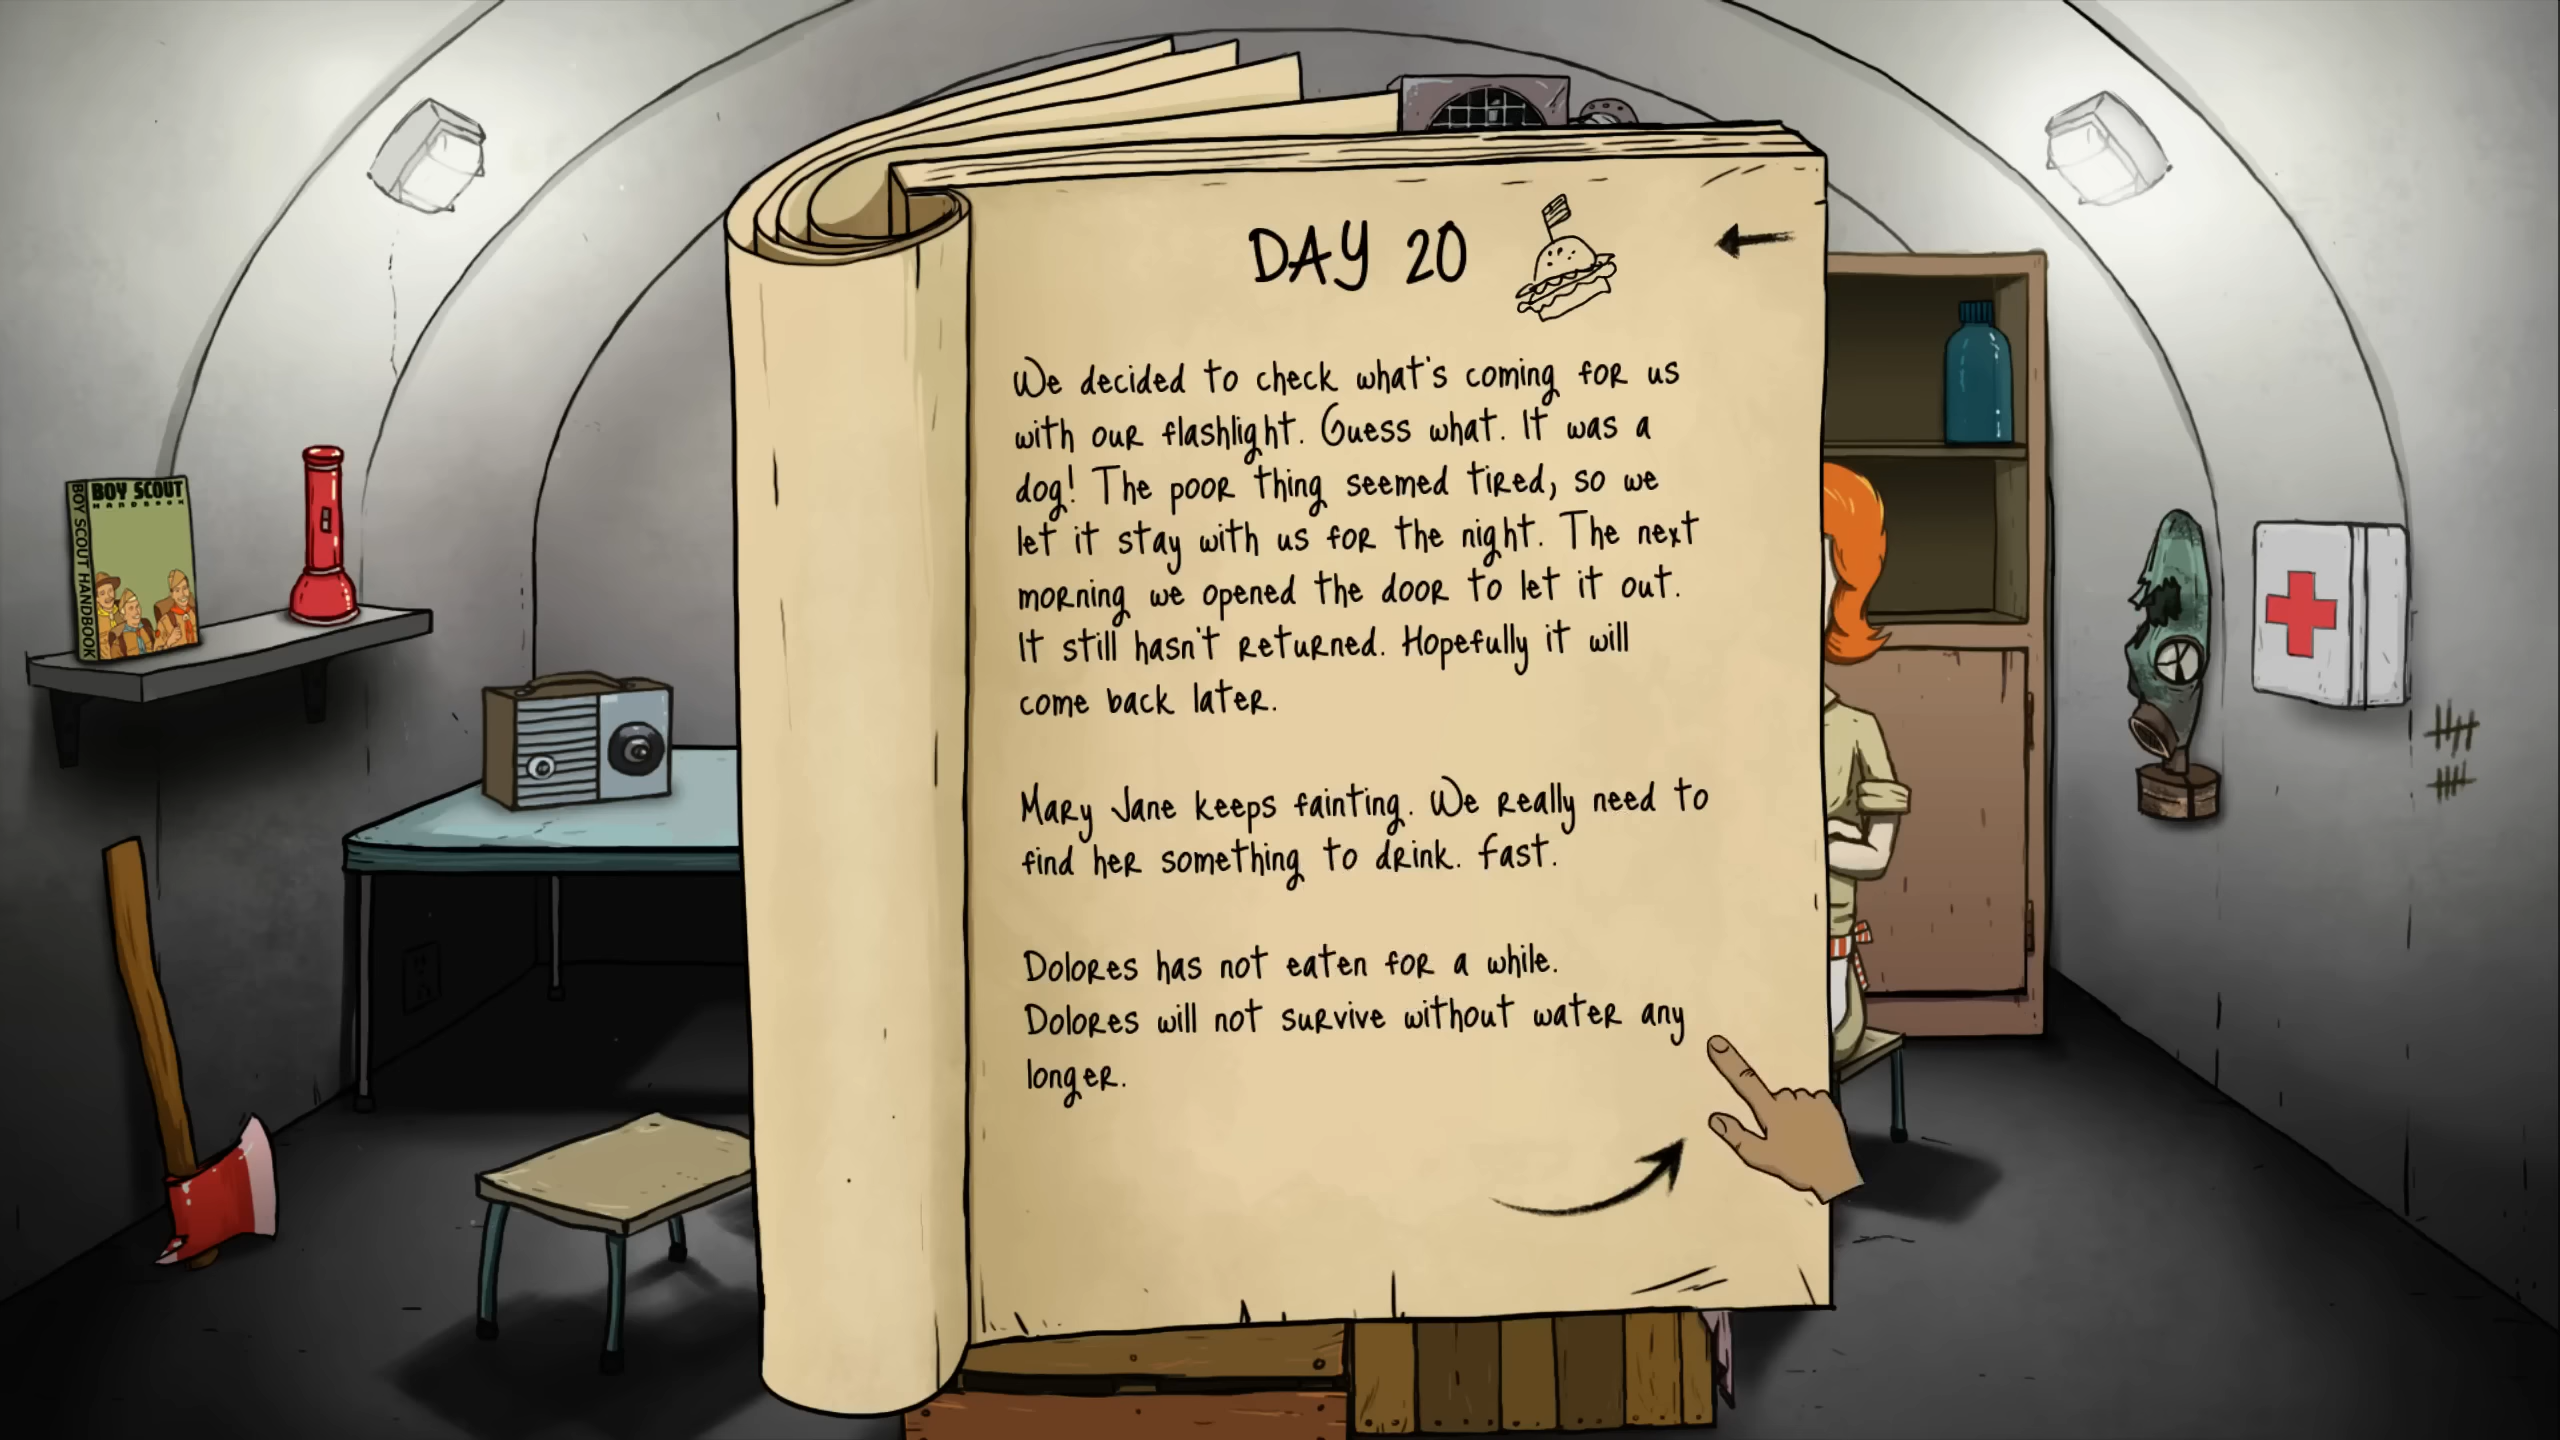 DAY 20
We decided to check what's coming for us
with our flashlight. Guess what. It was a
dog! The poor thing seemed tired, so we
let it stay with us for the night. The next
morning we opened the door to let it out.
It still hasn't returned. Hopefully it will
come back later.
Mary Jane keeps fainting. We really need to
find her something to drink. Fast.
Dolores has not eaten for a while.
Dolores will not survive without water any
longer.
BOY SCOUT
HANDBOOK
BOY SCOUT HANDBOOK